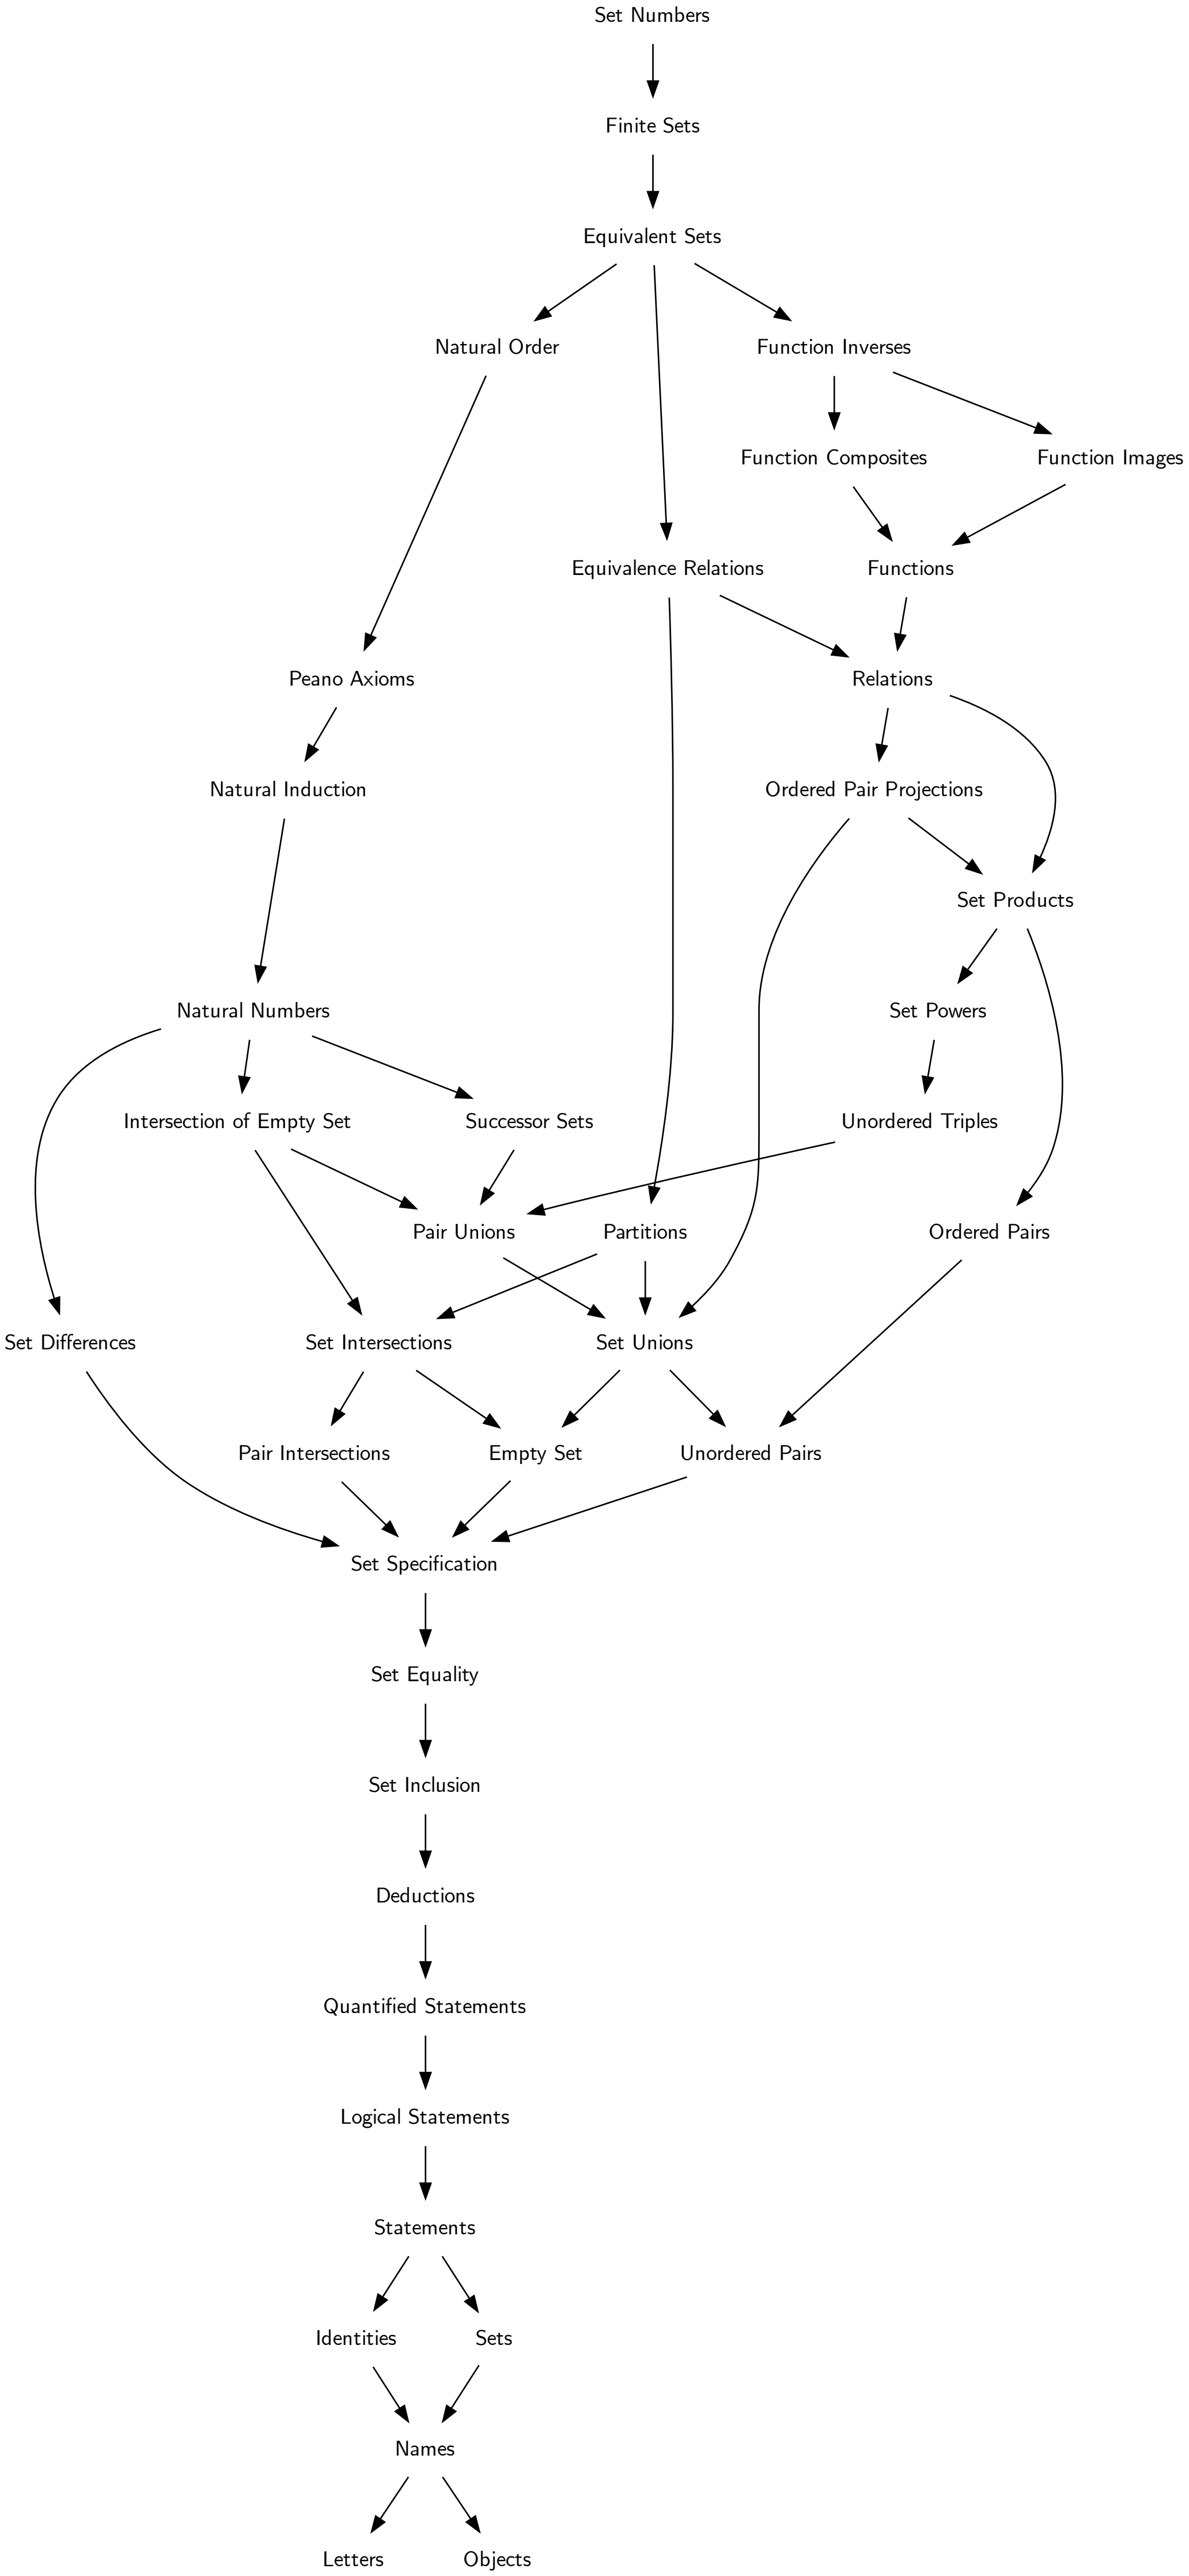 Set Numbers
Finite Sets
Equivalent Sets
Natural Order
Function Inverses
Function Composites
Function Images
Equivalence Relations
Functions
Peano Axioms
Relations
Natural Induction
Ordered Pair Projections
Set Products
Natural Numbers
Set Powers
Intersection of Empty Set
Successor Sets
Unordered Triples
Pair Unions
Partitions
Ordered Pairs
Set Differences
Set Intersections
Set Unions
Pair Intersections
Empty Set
Unordered Pairs
Set Specification
Set Equality
Set Inclusion
Deductions
Quantified Statements
Logical Statements
Statements
Identities
Sets
Names
Letters
Objects